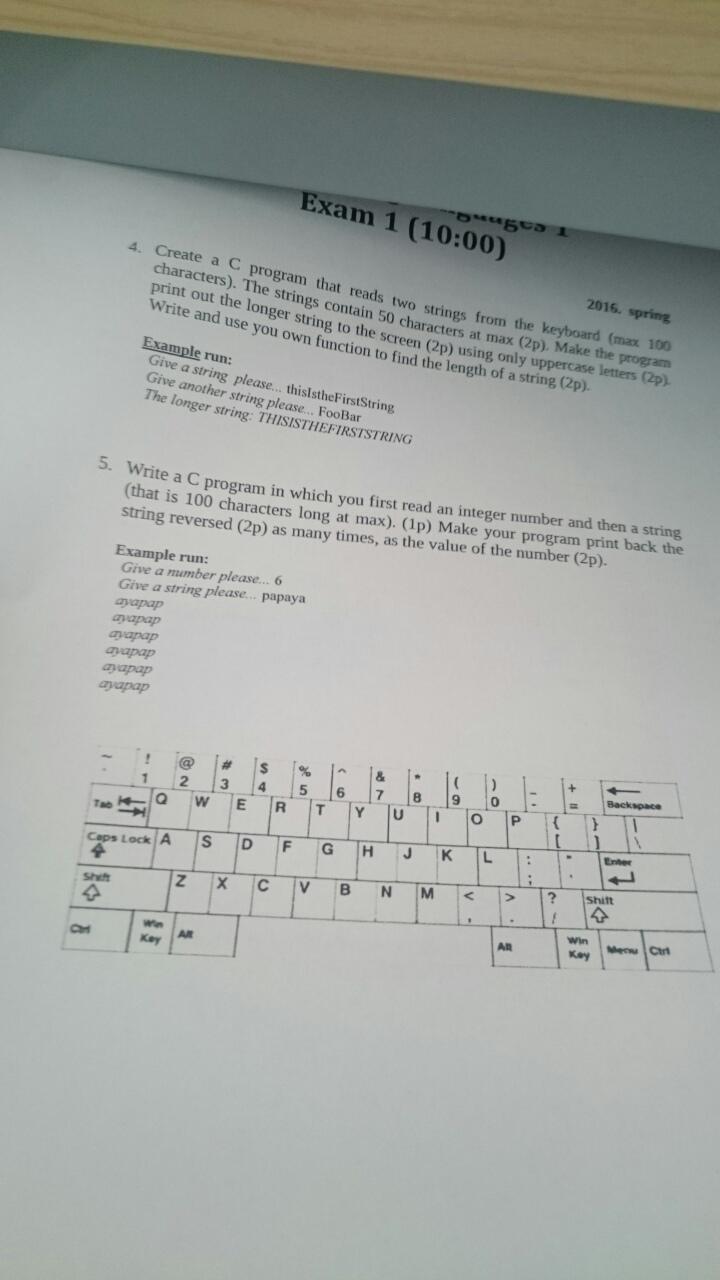 Exam 1 (10:00)
2016. spring
4. Create a C program that reads two strings from the keyboard (max 100
characters). The strings contain 50 characters at max (2p). Make the program
print out the longer string to the screen (2p) using only uppercase letters (2p).
Write and use you own function to find the length of a string (2p).
Example run:
Give a string please... thisIstheFirstString
Give another string please... FooBar
The longer string: THISISTHEFIRSTSTRING
5. Write a C program in which you first read an integer number and then a string
(that is 100 characters long at max). (1p) Make your program print back the
string reversed (2p) as many times, as the value of the number (2p).
Example run:
Give a number please... 6
Give a string please... papaya
ayapap
ayapap
ayapap
ayapap
ayapap
ayapap
~ ! @ # $ % ^ & * ( ) - +
1 2 3 4 5 6 7 8 9 0 - = Backspace
Tab Q W E R T Y U I O P { } |
[ ] \
Caps Lock A S D F G H J K L : " Enter
; '
Shift Z X C V B N M < > ? Shift
, . /
Ctrl Win Key Alt Alt Win Key Menu Ctrl